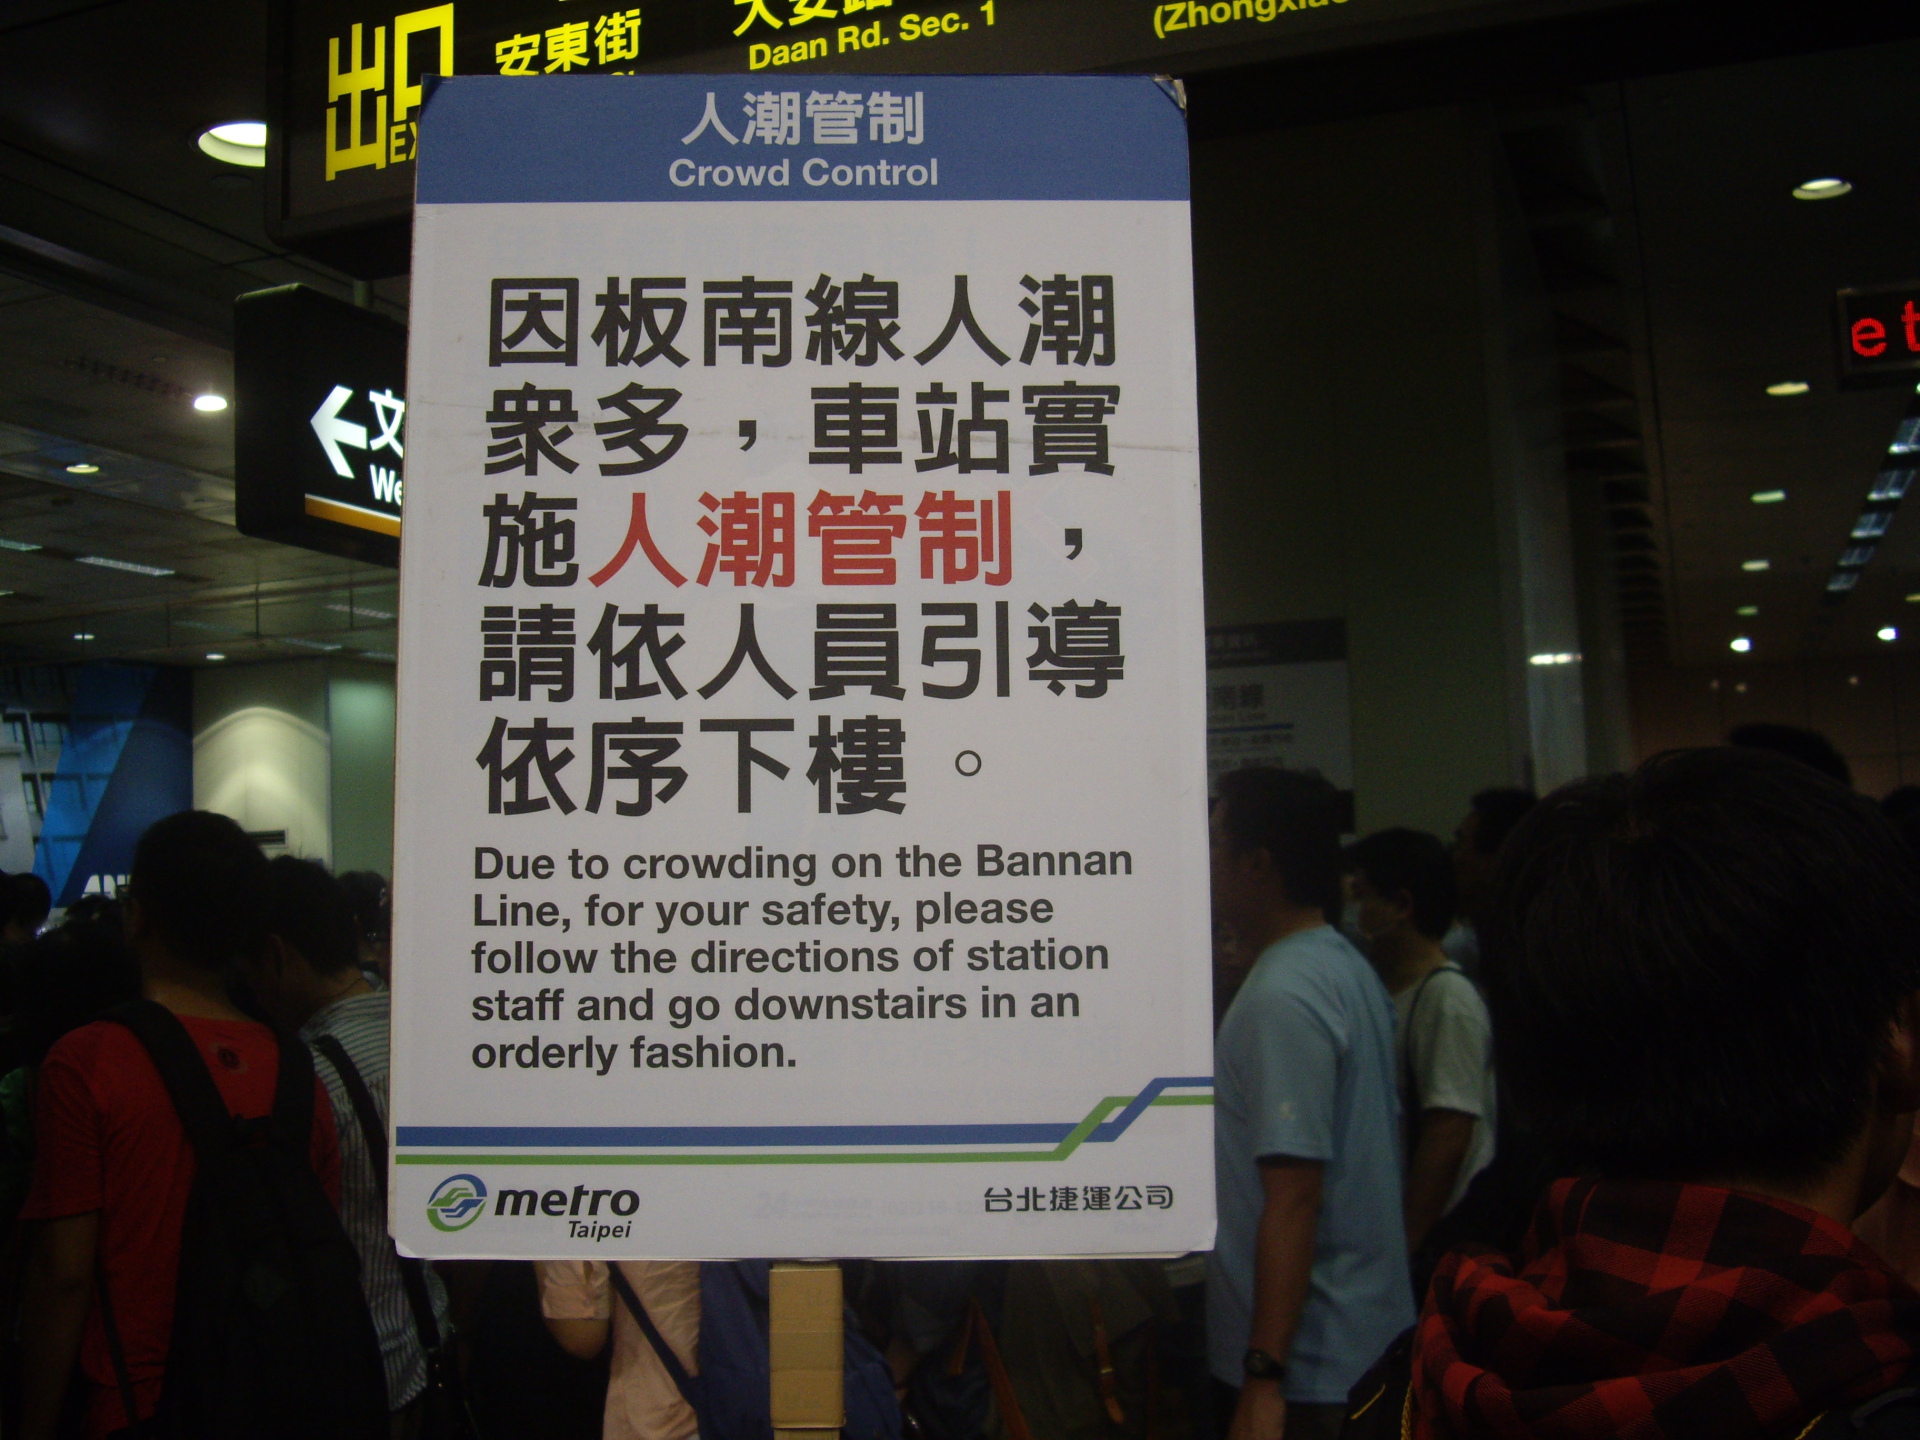 出口
安東街
Daan Rd. Sec. 1
人潮管制
Crowd Control
因板南線人潮
衆多，車站實
施人潮管制，
請依人員引導
依序下樓。
Due to crowding on the Bannan
Line, for your safety, please
follow the directions of station
staff and go downstairs in an
orderly fashion.
metro
Taipei
台北捷運公司